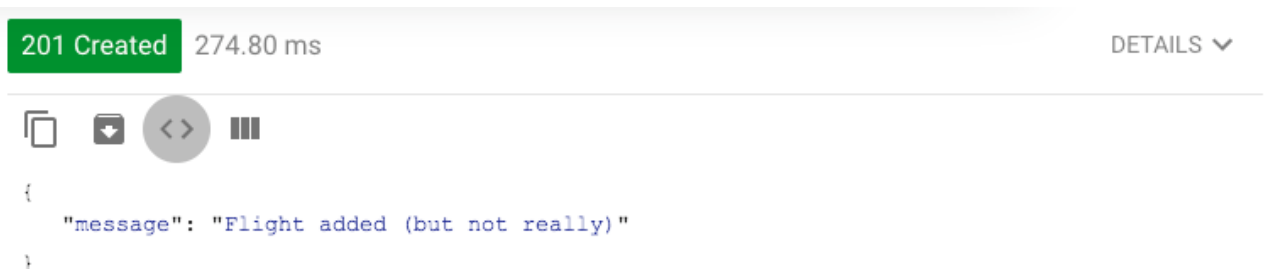 201 Created 274.80 ms DETAILS
{
"message": "Flight added (but not really)"
}